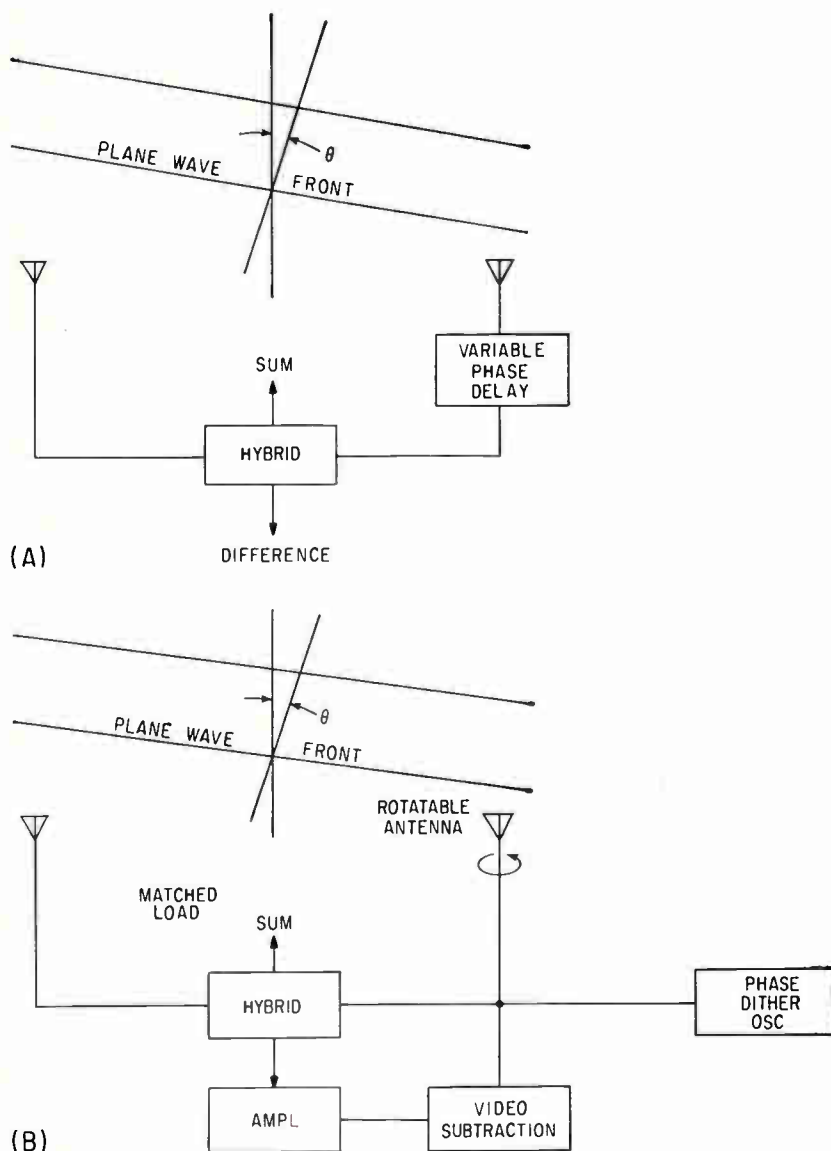 θ
PLANE WAVE FRONT
VARIABLE
PHASE
DELAY
SUM
HYBRID
DIFFERENCE
(A)
θ
PLANE WAVE FRONT
ROTATABLE
ANTENNA
MATCHED
LOAD
SUM
HYBRID
PHASE
DITHER
OSC
AMPL
VIDEO
SUBTRACTION
(B)